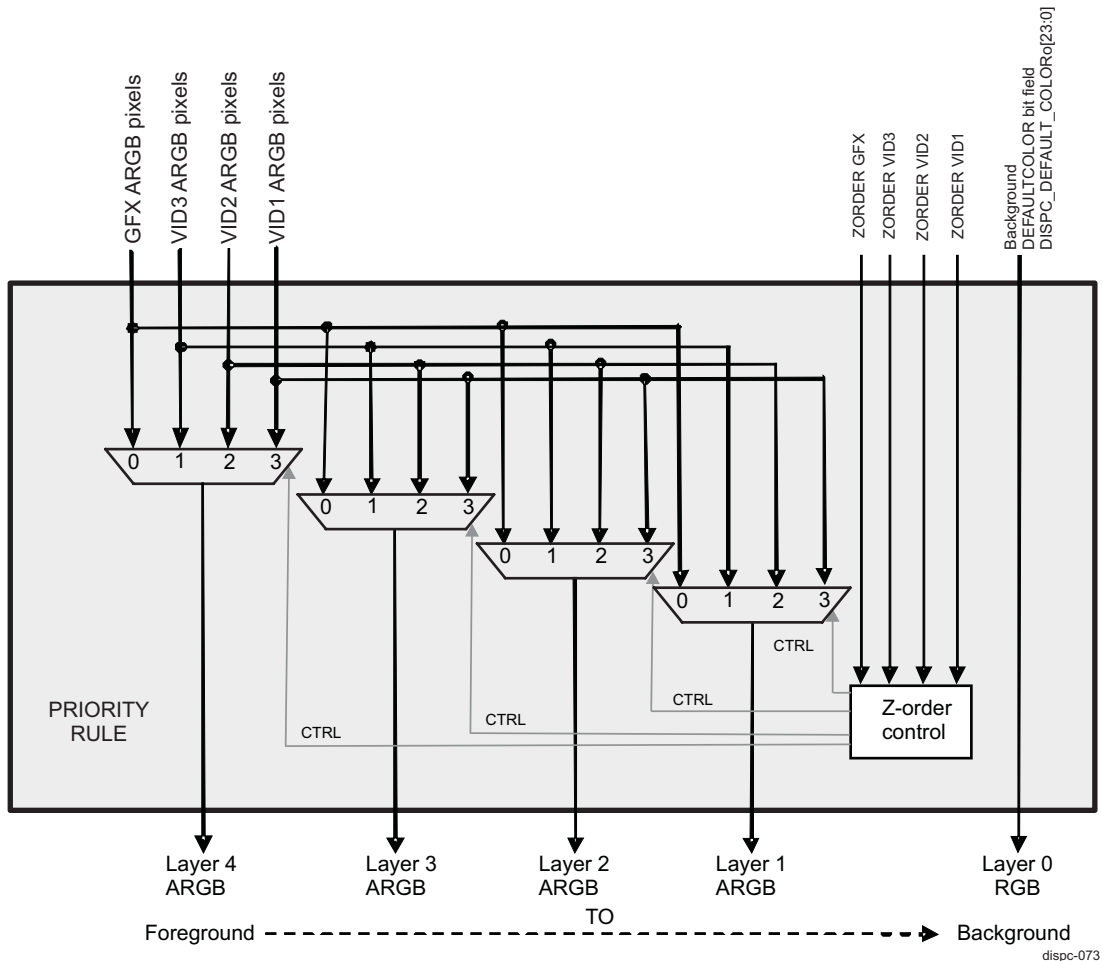 GFX ARGB pixels
VID3 ARGB pixels
VID2 ARGB pixels
VID1 ARGB pixels
ZORDER GFX
ZORDER VID3
ZORDER VID2
ZORDER VID1
Background
DEFAULTCOLOR bit field
DISPC_DEFAULT_COLORo[23:0]
0 1 2 3
0 1 2 3
0 1 2 3
0 1 2 3
CTRL
CTRL
CTRL
CTRL
Z-order
control
PRIORITY
RULE
Layer 4
ARGB
Layer 3
ARGB
Layer 2
ARGB
Layer 1
ARGB
Layer 0
RGB
Foreground
TO
Background
dispc-073